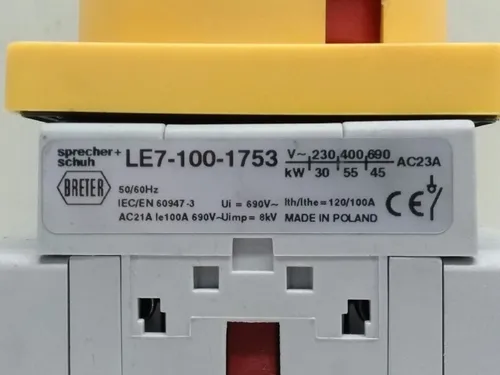 sprecher+
schuh
LE7-100-1753
V~ 230 400 690
kW 30 55 45
AC23A
BRETER
50/60Hz
IEC/EN 60947-3 Ui = 690V~ Ith/Ithe = 120/100A
AC21A Ie100A 690V~ Uimp = 8kV MADE IN POLAND
CE